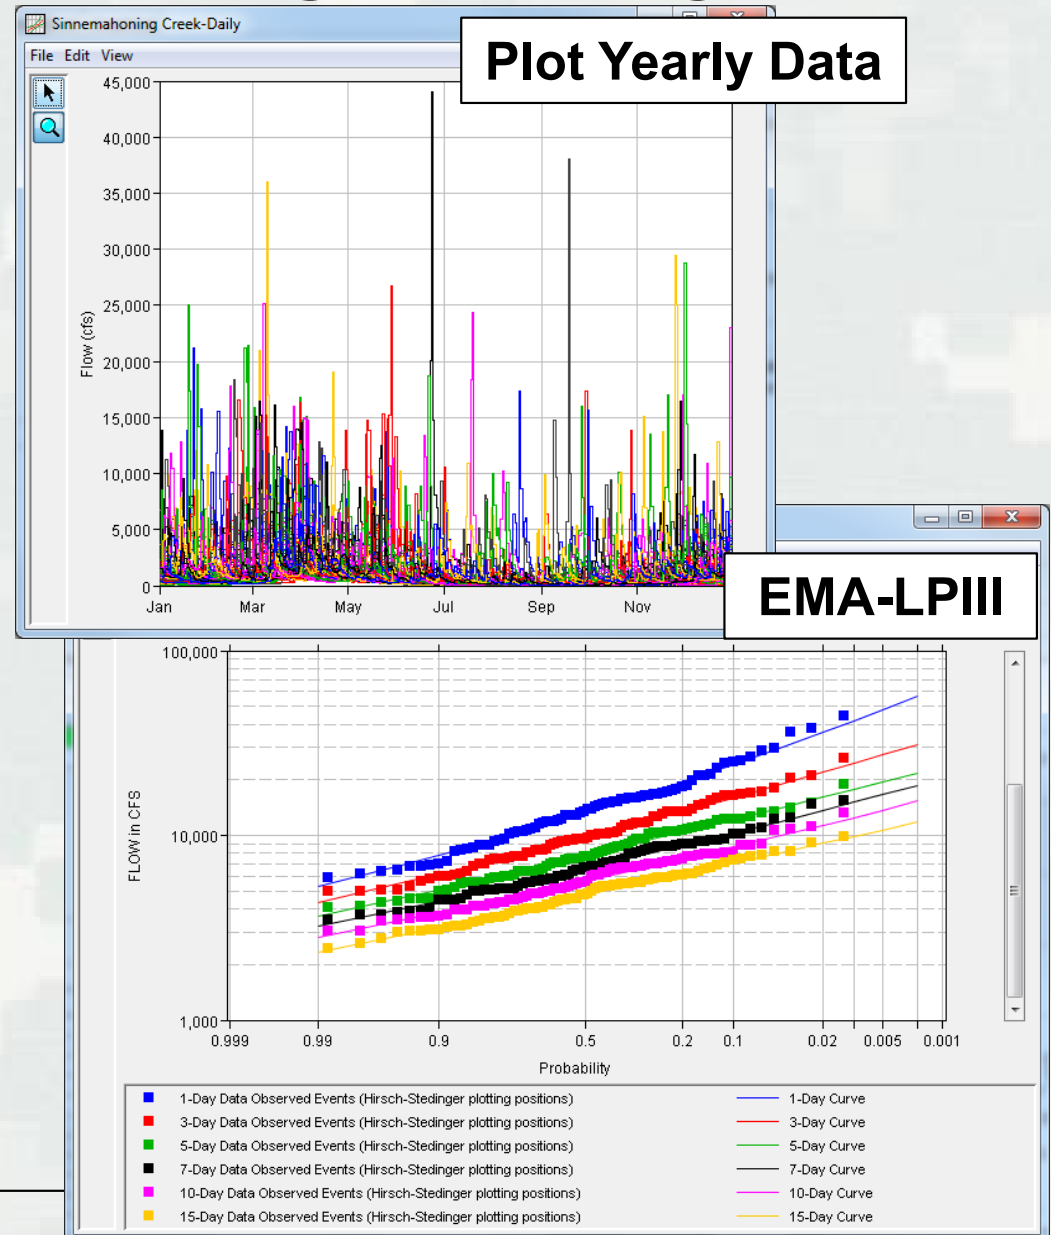 Sinnemahoning Creek-Daily
Plot Yearly Data
File Edit View
45,000
40,000
35,000
30,000
25,000
20,000
15,000
10,000
5,000
0
Flow (cfs)
Jan Mar May Jul Sep Nov
EMA-LPIII
100,000
10,000
1,000
FLOW in CFS
0.999 0.99 0.9 0.5 0.2 0.1 0.02 0.005 0.001
Probability
1-Day Data Observed Events (Hirsch-Stedinger plotting positions) 1-Day Curve
3-Day Data Observed Events (Hirsch-Stedinger plotting positions) 3-Day Curve
5-Day Data Observed Events (Hirsch-Stedinger plotting positions) 5-Day Curve
7-Day Data Observed Events (Hirsch-Stedinger plotting positions) 7-Day Curve
10-Day Data Observed Events (Hirsch-Stedinger plotting positions) 10-Day Curve
15-Day Data Observed Events (Hirsch-Stedinger plotting positions) 15-Day Curve